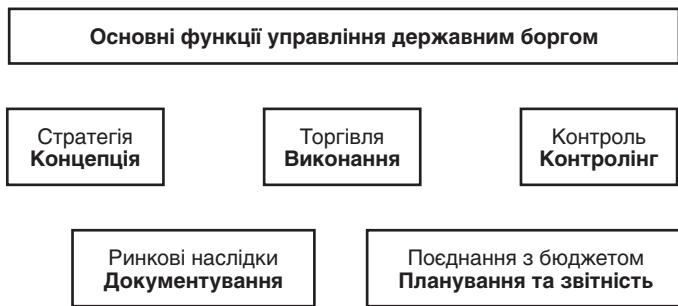 Основні функції управління державним боргом
Стратегія
Концепція
Торгівля
Виконання
Контроль
Контролінг
Ринкові наслідки
Документування
Поєднання з бюджетом
Планування та звітність